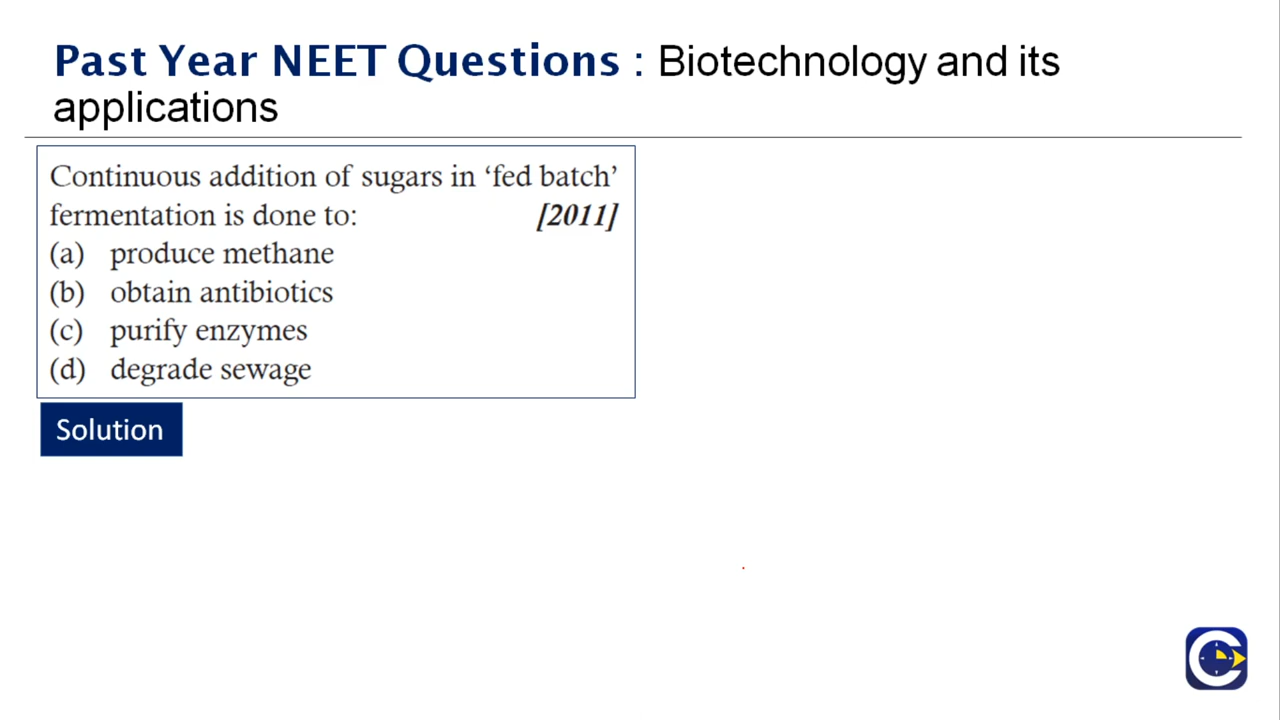 Past Year NEET Questions : Biotechnology and its
applications
Continuous addition of sugars in ‘fed batch’
fermentation is done to: [2011]
(a) produce methane
(b) obtain antibiotics
(c) purify enzymes
(d) degrade sewage
Solution